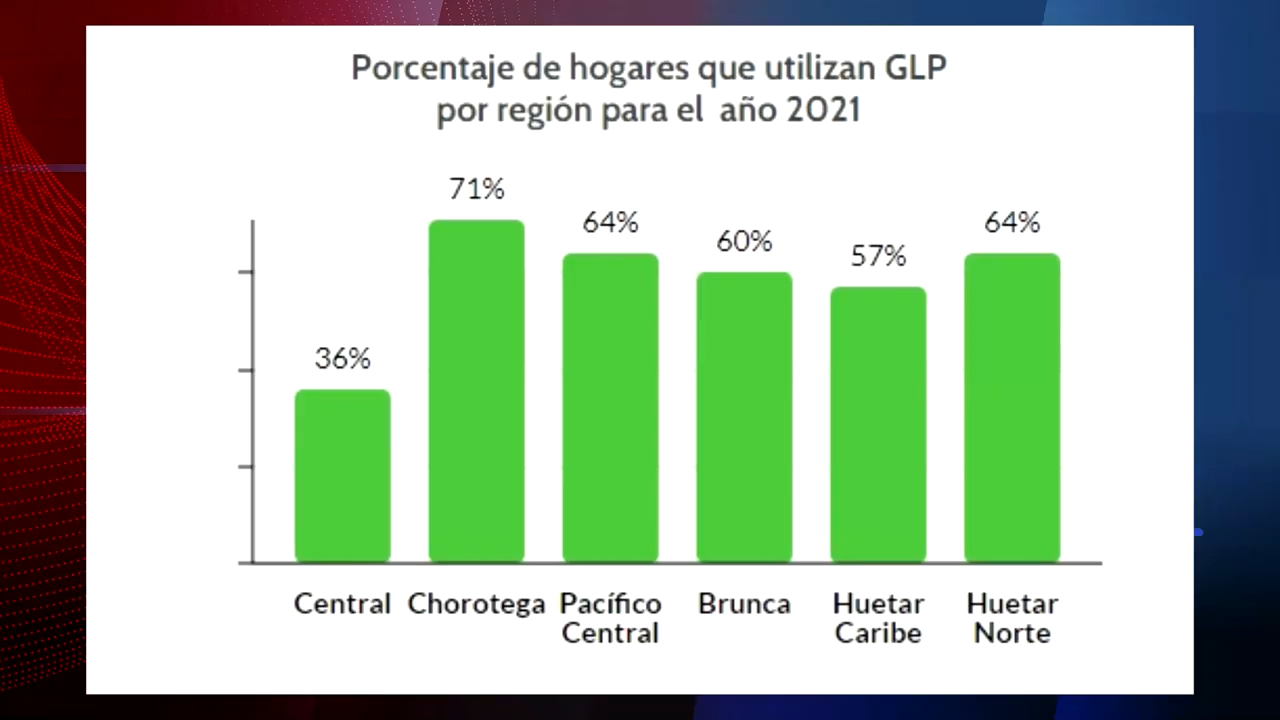 Porcentaje de hogares que utilizan GLP
por región para el año 2021
71%
64%
64%
60%
57%
36%
Central Chorotega Pacífico Central Brunca Huetar Caribe Huetar Norte